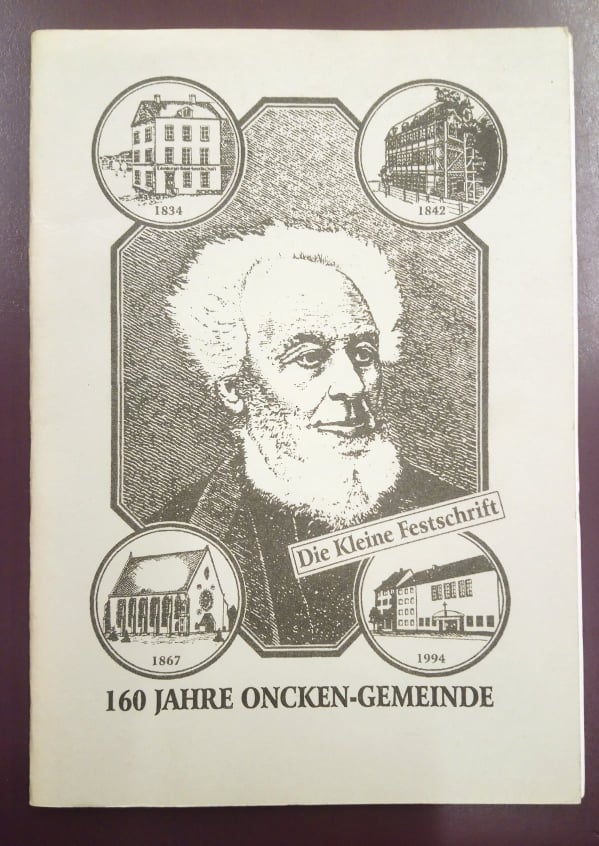 1834
1842
Die Kleine Festschrift
1867
1994
160 JAHRE ONCKEN-GEMEINDE